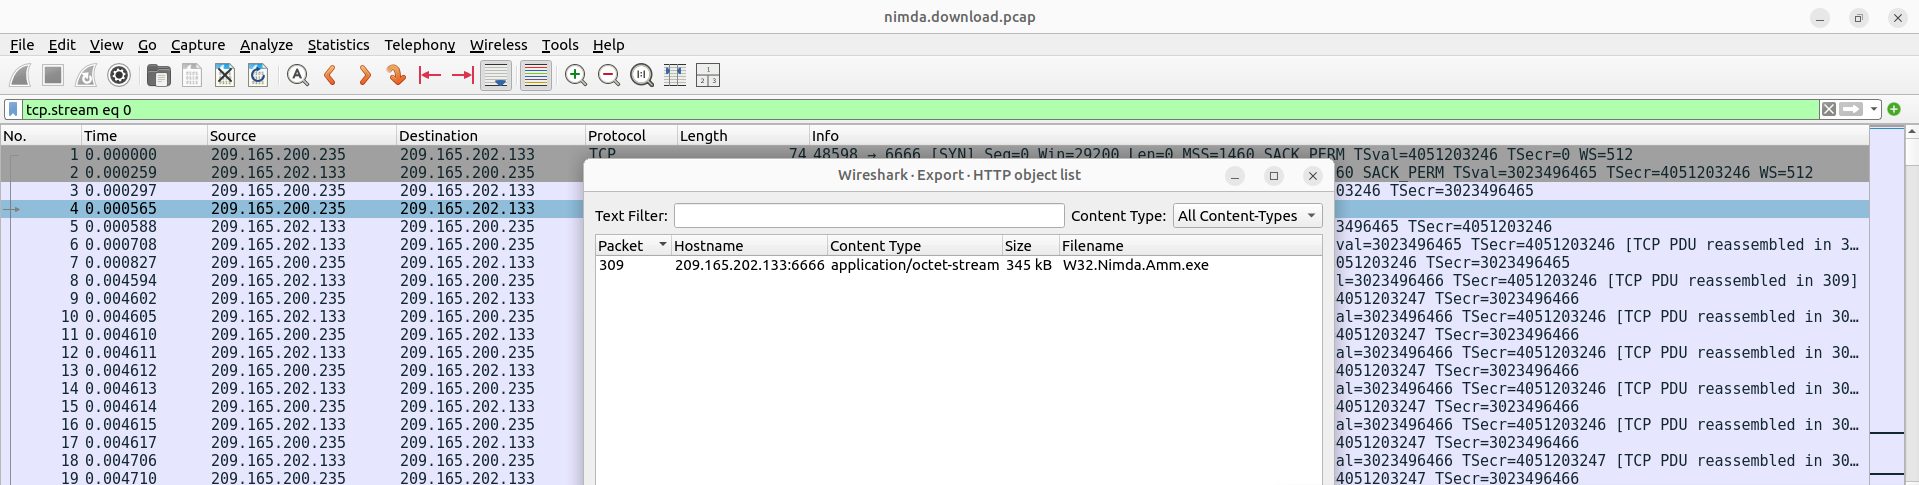 nimda.download.pcap
File Edit View Go Capture Analyze Statistics Telephony Wireless Tools Help
tcp.stream eq 0
No. Time Source Destination Protocol Length Info
1 0.000000 209.165.200.235 209.165.202.133 TCP 74 48598 → 6666 [SYN] Seq=0 Win=29200 Len=0 MSS=1460 SACK_PERM TSval=4051203246 TSecr=0 WS=512
2 0.000259 209.165.202.133 209.165.200.235 60 SACK_PERM TSval=3023496465 TSecr=4051203246 WS=512
3 0.000297 209.165.200.235 209.165.202.133 03246 TSecr=3023496465
4 0.000565 209.165.200.235 209.165.202.133
5 0.000588 209.165.202.133 209.165.200.235 3496465 TSecr=4051203246
6 0.000708 209.165.202.133 209.165.200.235 val=3023496465 TSecr=4051203246 [TCP PDU reassembled in 3…
7 0.000827 209.165.200.235 209.165.202.133 051203246 TSecr=3023496465
8 0.004594 209.165.202.133 209.165.200.235 l=3023496466 TSecr=4051203246 [TCP PDU reassembled in 309]
9 0.004602 209.165.200.235 209.165.202.133 4051203247 TSecr=3023496466
10 0.004605 209.165.202.133 209.165.200.235 al=3023496466 TSecr=4051203246 [TCP PDU reassembled in 30…
11 0.004610 209.165.200.235 209.165.202.133 4051203247 TSecr=3023496466
12 0.004611 209.165.202.133 209.165.200.235 al=3023496466 TSecr=4051203246 [TCP PDU reassembled in 30…
13 0.004612 209.165.200.235 209.165.202.133 4051203247 TSecr=3023496466
14 0.004613 209.165.202.133 209.165.200.235 al=3023496466 TSecr=4051203246 [TCP PDU reassembled in 30…
15 0.004614 209.165.200.235 209.165.202.133 4051203247 TSecr=3023496466
16 0.004615 209.165.202.133 209.165.200.235 al=3023496466 TSecr=4051203246 [TCP PDU reassembled in 30…
17 0.004617 209.165.200.235 209.165.202.133 4051203247 TSecr=3023496466
18 0.004706 209.165.202.133 209.165.200.235 al=3023496466 TSecr=4051203247 [TCP PDU reassembled in 30…
19 0.004710 209.165.200.235 209.165.202.133 4051203247 TSecr=3023496466
Wireshark · Export · HTTP object list
Text Filter: Content Type: All Content-Types
Packet Hostname Content Type Size Filename
309 209.165.202.133:6666 application/octet-stream 345 kB W32.Nimda.Amm.exe